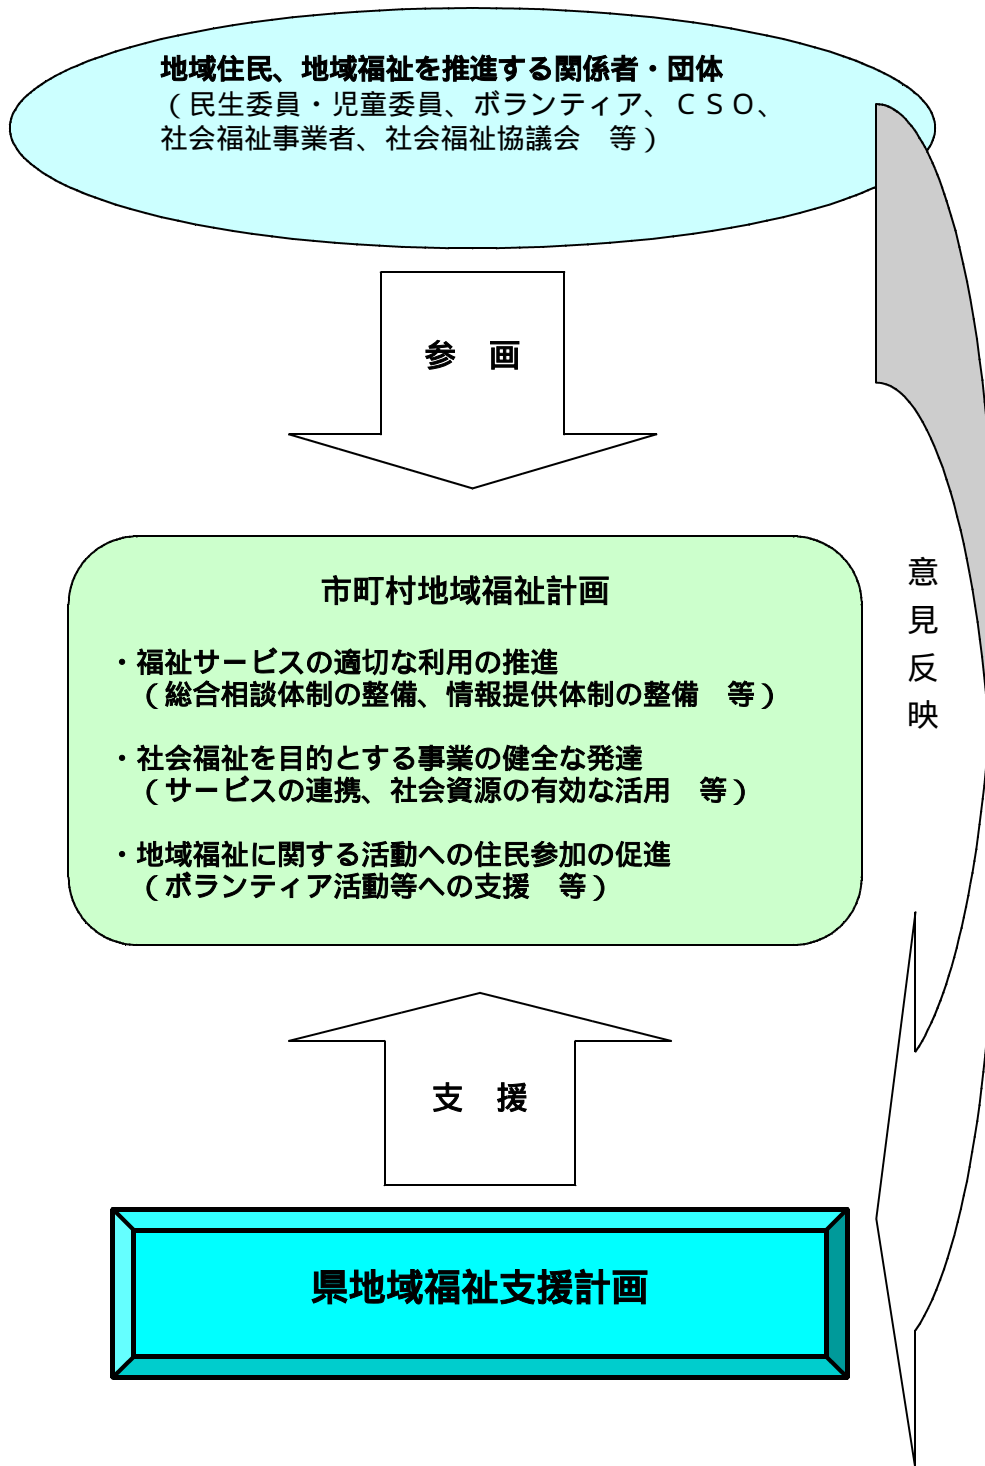 地域住民、地域福祉を推進する関係者・団体
（民生委員・児童委員、ボランティア、ＣＳＯ、
社会福祉事業者、社会福祉協議会　等）
参　画
市町村地域福祉計画
・福祉サービスの適切な利用の推進
（総合相談体制の整備、情報提供体制の整備　等）
・社会福祉を目的とする事業の健全な発達
（サービスの連携、社会資源の有効な活用　等）
・地域福祉に関する活動への住民参加の促進
（ボランティア活動等への支援　等）
意見反映
支　援
県地域福祉支援計画